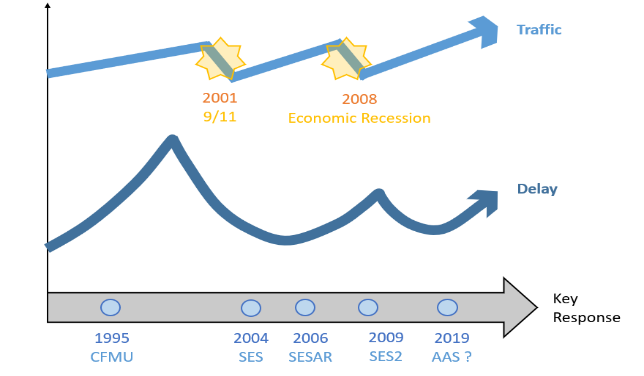 Traffic
2001
9/11
2008
Economic Recession
Delay
Key
Response
1995
CFMU
2004
SES
2006
SESAR
2009
SES2
2019
AAS ?